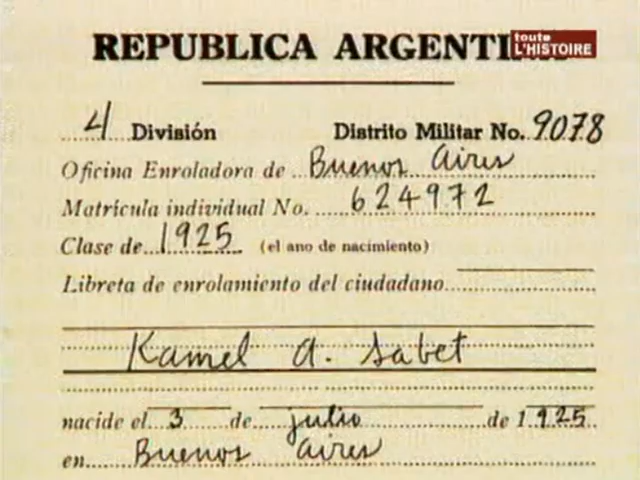 REPUBLICA ARGENTI
toute
L'HISTOIRE
4 División Distrito Militar No. 9078
Oficina Enroladora de Buenos Aires
Matrícula individual No. 624972
Clase de 1925 (el ano de nacimiento)
Libreta de enrolamiento del ciudadano
Kamel A. Sabet
nacide el 3 de julio de 1925
en Buenos Aires